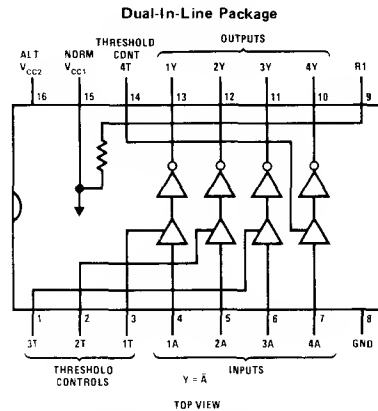 Dual-In-Line Package
OUTPUTS
THRESHOLD
ALT NORM CONT
VCC2 VCC1 4T 1Y 2Y 3Y 4Y R1
16 15 14 13 12 11 10 9
1 2 3 4 5 6 7 8
3T 2T 1T 1A 2A 3A 4A GND
THRESHOLD CONTROLS
INPUTS
Y = Ā
TOP VIEW